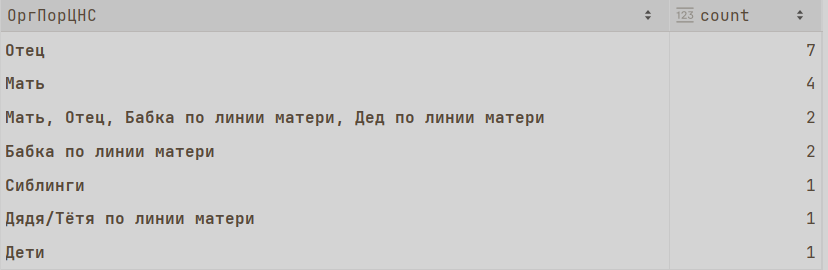 ОргПорЦНС 123 count
Отец 7
Мать 4
Мать, Отец, Бабка по линии матери, Дед по линии матери 2
Бабка по линии матери 2
Сиблинги 1
Дядя/Тётя по линии матери 1
Дети 1